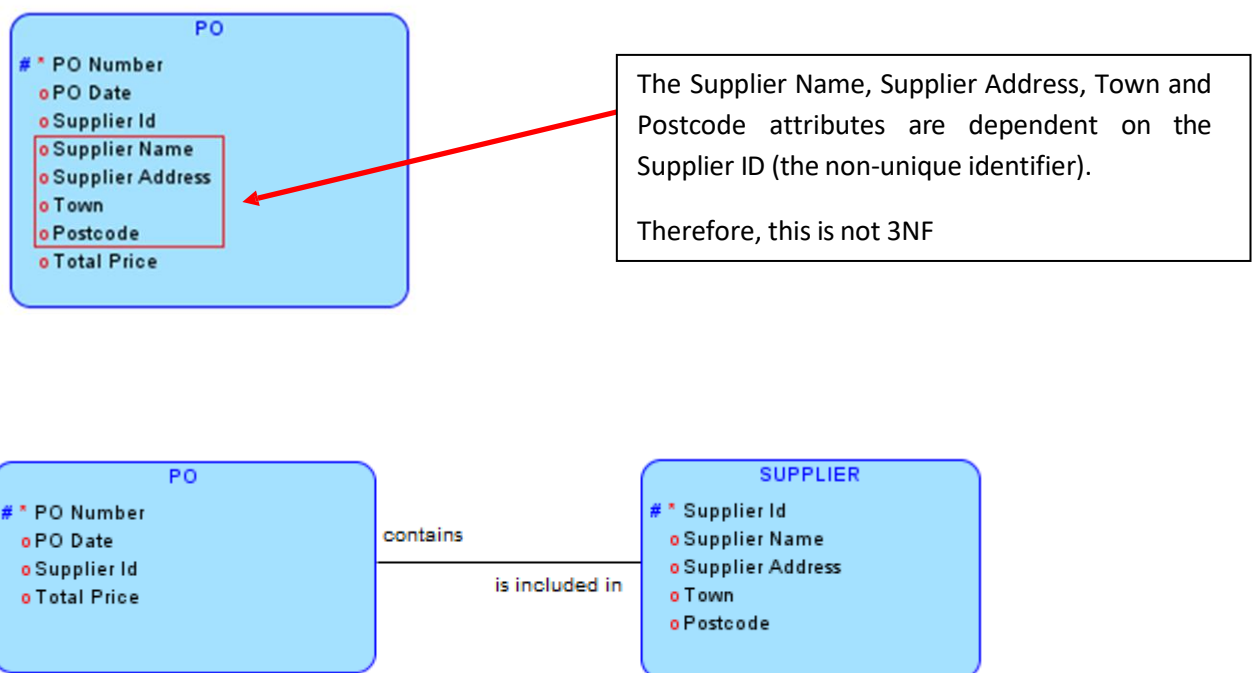 PO
# * PO Number
o PO Date
o Supplier Id
o Supplier Name
o Supplier Address
o Town
o Postcode
o Total Price
The Supplier Name, Supplier Address, Town and
Postcode attributes are dependent on the
Supplier ID (the non-unique identifier).
Therefore, this is not 3NF
PO
# * PO Number
o PO Date
o Supplier Id
o Total Price
contains
is included in
SUPPLIER
# * Supplier Id
o Supplier Name
o Supplier Address
o Town
o Postcode